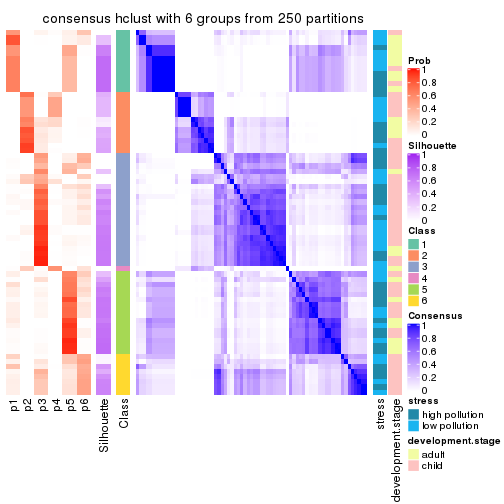 consensus hclust with 6 groups from 250 partitions
Prob
1
0.8
0.6
0.4
0.2
0
Silhouette
1
0.8
0.6
0.4
0.2
0
Class
1
2
3
4
5
6
Consensus
1
0.8
0.6
0.4
0.2
0
stress
high pollution
low pollution
development.stage
adult
child
p1
p2
p3
p4
p5
p6
Silhouette
Class
stress
development.stage